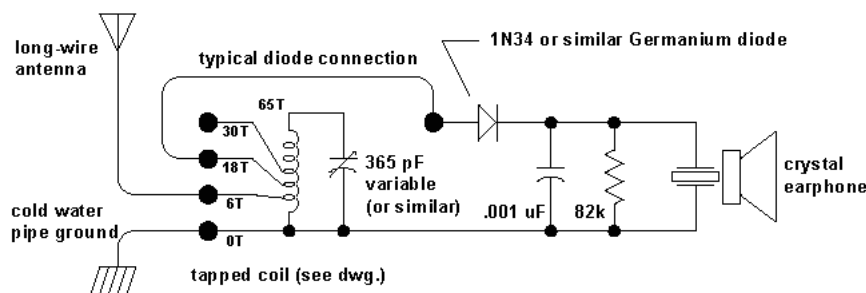 1N34 or similar Germanium diode
long-wire
antenna
typical diode connection
65T
30T
18T
6T
0T
365 pF
variable
(or similar)
.001 uF
82k
crystal
earphone
cold water
pipe ground
tapped coil (see dwg.)